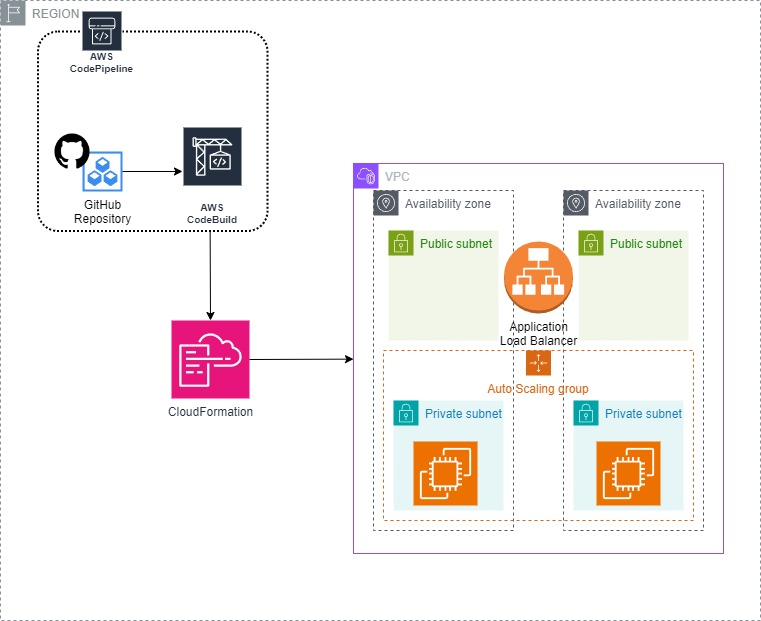 REGION
AWS
CodePipeline
GitHub
Repository
AWS
CodeBuild
CloudFormation
VPC
Availability zone
Availability zone
Public subnet
Public subnet
Application
Load Balancer
Auto Scaling group
Private subnet
Private subnet